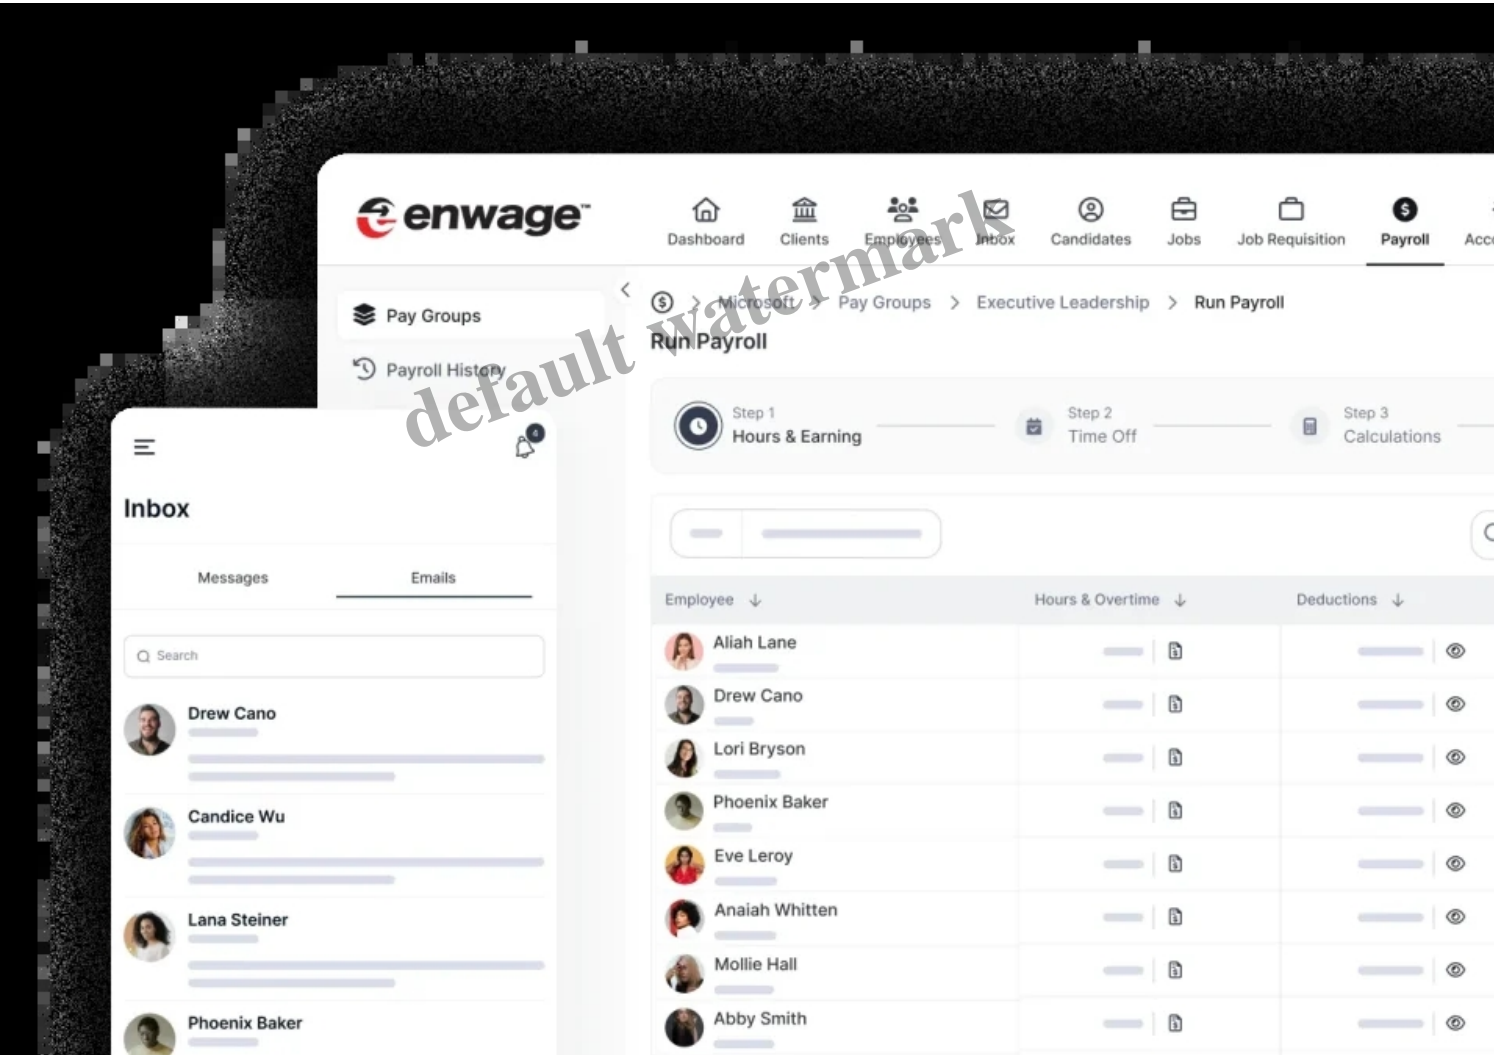 enwage™
Dashboard
Clients
Employees
Inbox
Candidates
Jobs
Job Requisition
Payroll
default watermark
Pay Groups
Payroll History
Microsoft > Pay Groups > Executive Leadership > Run Payroll
Run Payroll
Step 1
Hours & Earning
Step 2
Time Off
Step 3
Calculations
Employee
Hours & Overtime
Deductions
Aliah Lane
Drew Cano
Lori Bryson
Phoenix Baker
Eve Leroy
Anaiah Whitten
Mollie Hall
Abby Smith
Inbox
Messages
Emails
Search
Drew Cano
Candice Wu
Lana Steiner
Phoenix Baker